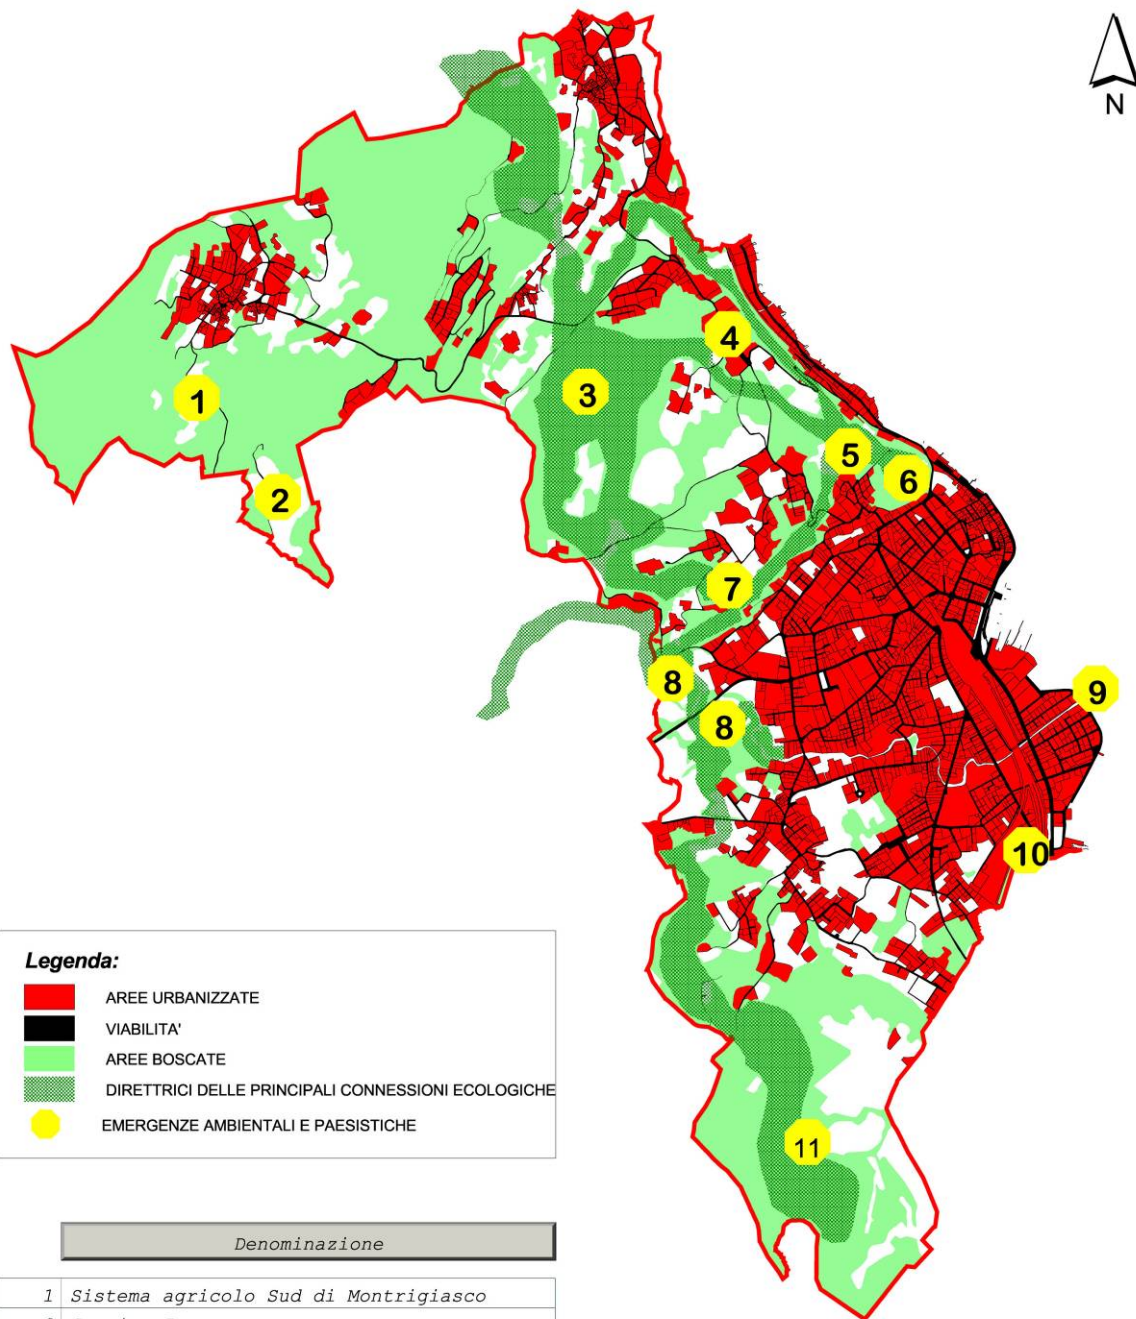 N
4
3
1
5
6
2
7
8
9
8
10
Legenda:
AREE URBANIZZATE
VIABILITA'
AREE BOSCATE
DIRETTRICI DELLE PRINCIPALI CONNESSIONI ECOLOGICHE
EMERGENZE AMBIENTALI E PAESISTICHE
11
Denominazione
1 Sistema agricolo Sud di Montrigiasco